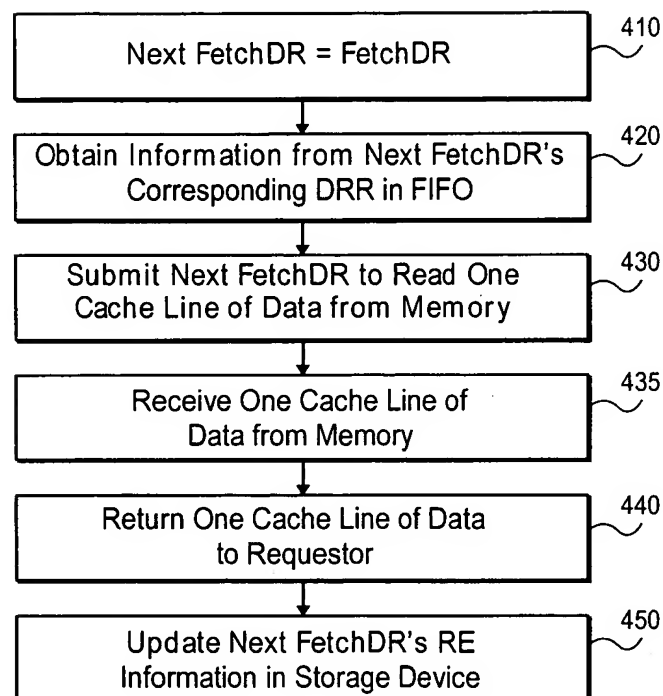 Next FetchDR = FetchDR
410
Obtain Information from Next FetchDR's
Corresponding DRR in FIFO
420
Submit Next FetchDR to Read One
Cache Line of Data from Memory
430
Receive One Cache Line of
Data from Memory
435
Return One Cache Line of Data
to Requestor
440
Update Next FetchDR's RE
Information in Storage Device
450